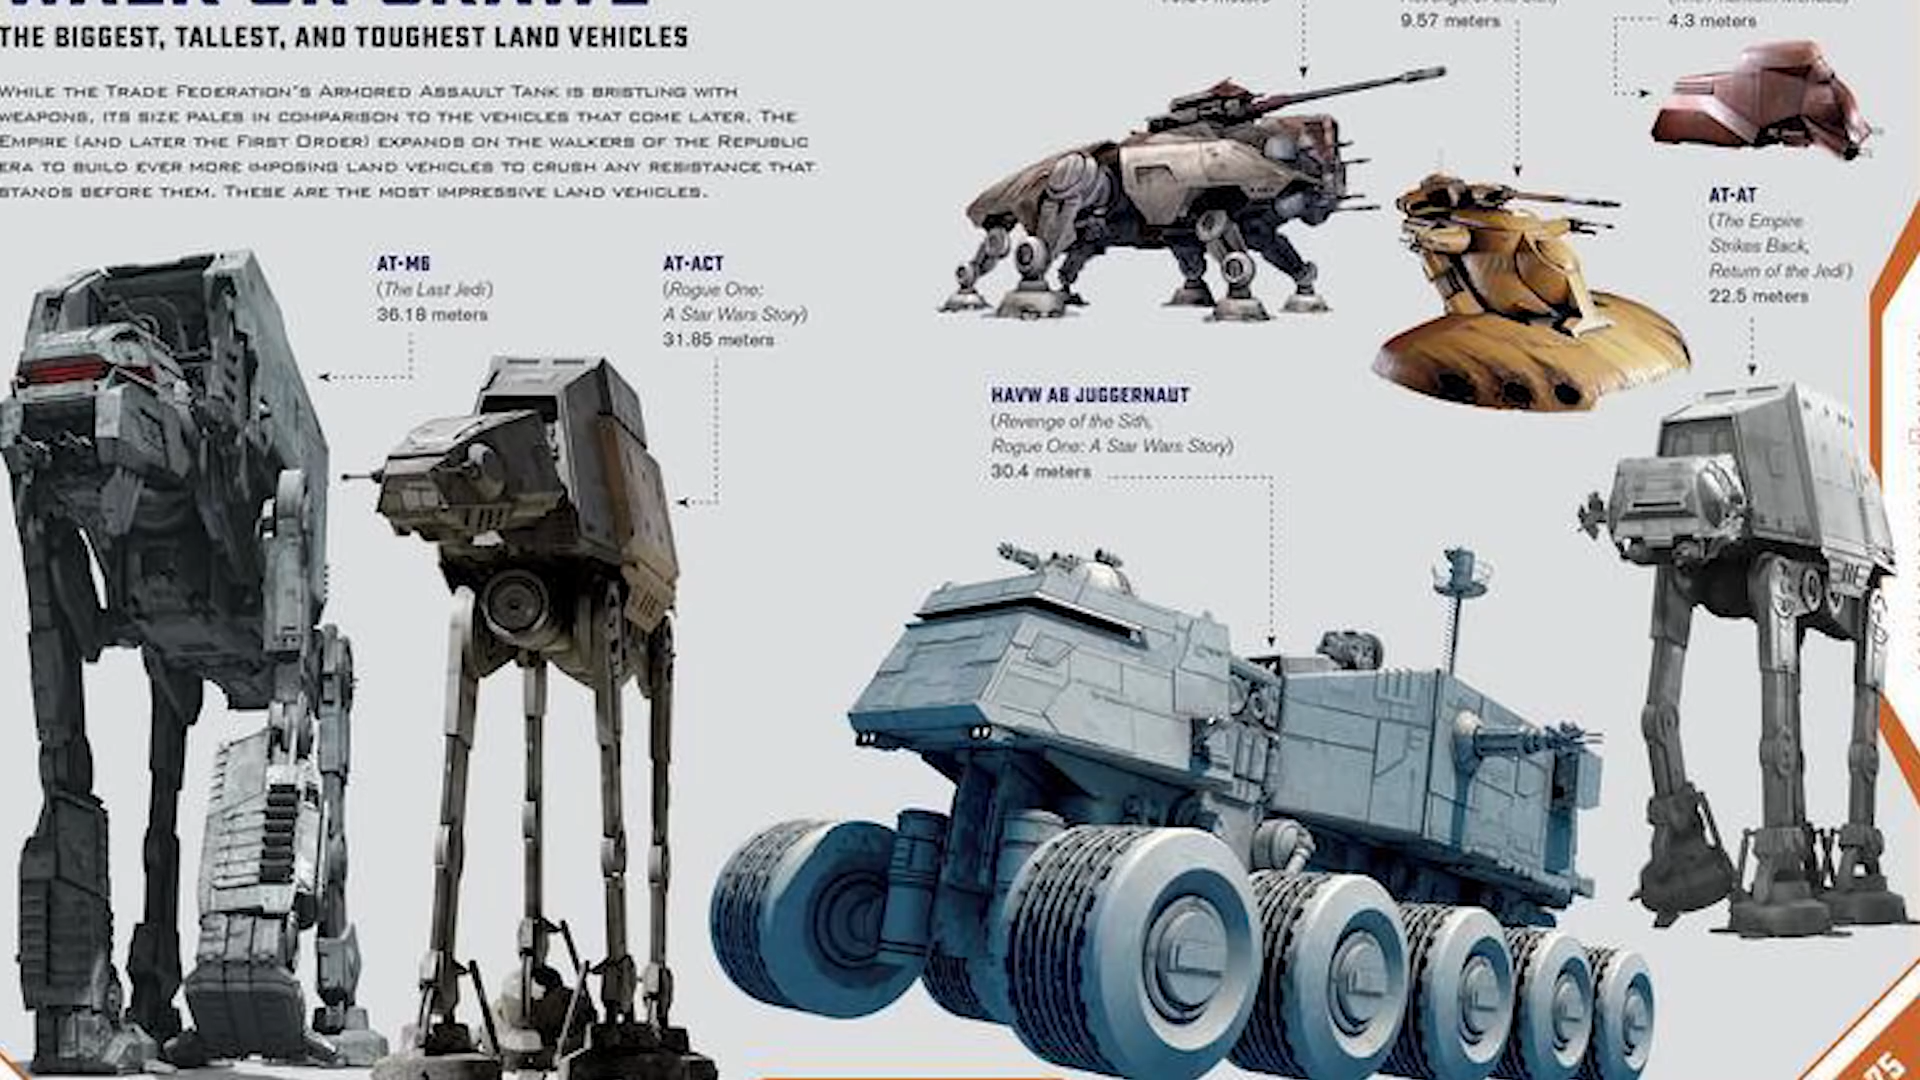 THE BIGGEST, TALLEST, AND TOUGHEST LAND VEHICLES
WHILE THE TRADE FEDERATION'S ARMORED ASSAULT TANK IS BRISTLING WITH
WEAPONS, ITS SIZE PALES IN COMPARISON TO THE VEHICLES THAT COME LATER. THE
EMPIRE (AND LATER THE FIRST ORDER) EXPANDS ON THE WALKERS OF THE REPUBLIC
ERA TO BUILD EVER MORE IMPOSING LAND VEHICLES TO CRUSH ANY RESISTANCE THAT
STANDS BEFORE THEM. THESE ARE THE MOST IMPRESSIVE LAND VEHICLES.
9.57 meters
4.3 meters
AT-M6
(The Last Jedi)
36.18 meters
AT-ACT
(Rogue One:
A Star Wars Story)
31.85 meters
AT-AT
(The Empire
Strikes Back,
Return of the Jedi)
22.5 meters
HAVW A6 JUGGERNAUT
(Revenge of the Sith,
Rogue One: A Star Wars Story)
30.4 meters
75